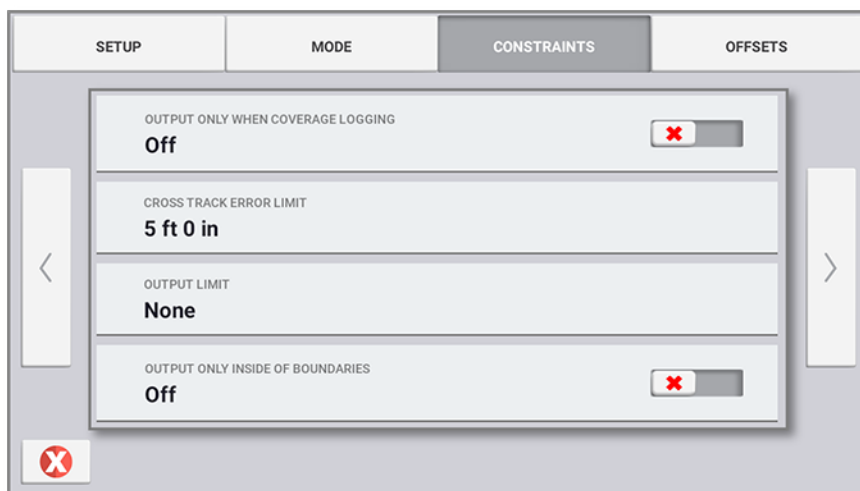 SETUP
MODE
CONSTRAINTS
OFFSETS
OUTPUT ONLY WHEN COVERAGE LOGGING
Off
CROSS TRACK ERROR LIMIT
5 ft 0 in
OUTPUT LIMIT
None
OUTPUT ONLY INSIDE OF BOUNDARIES
Off